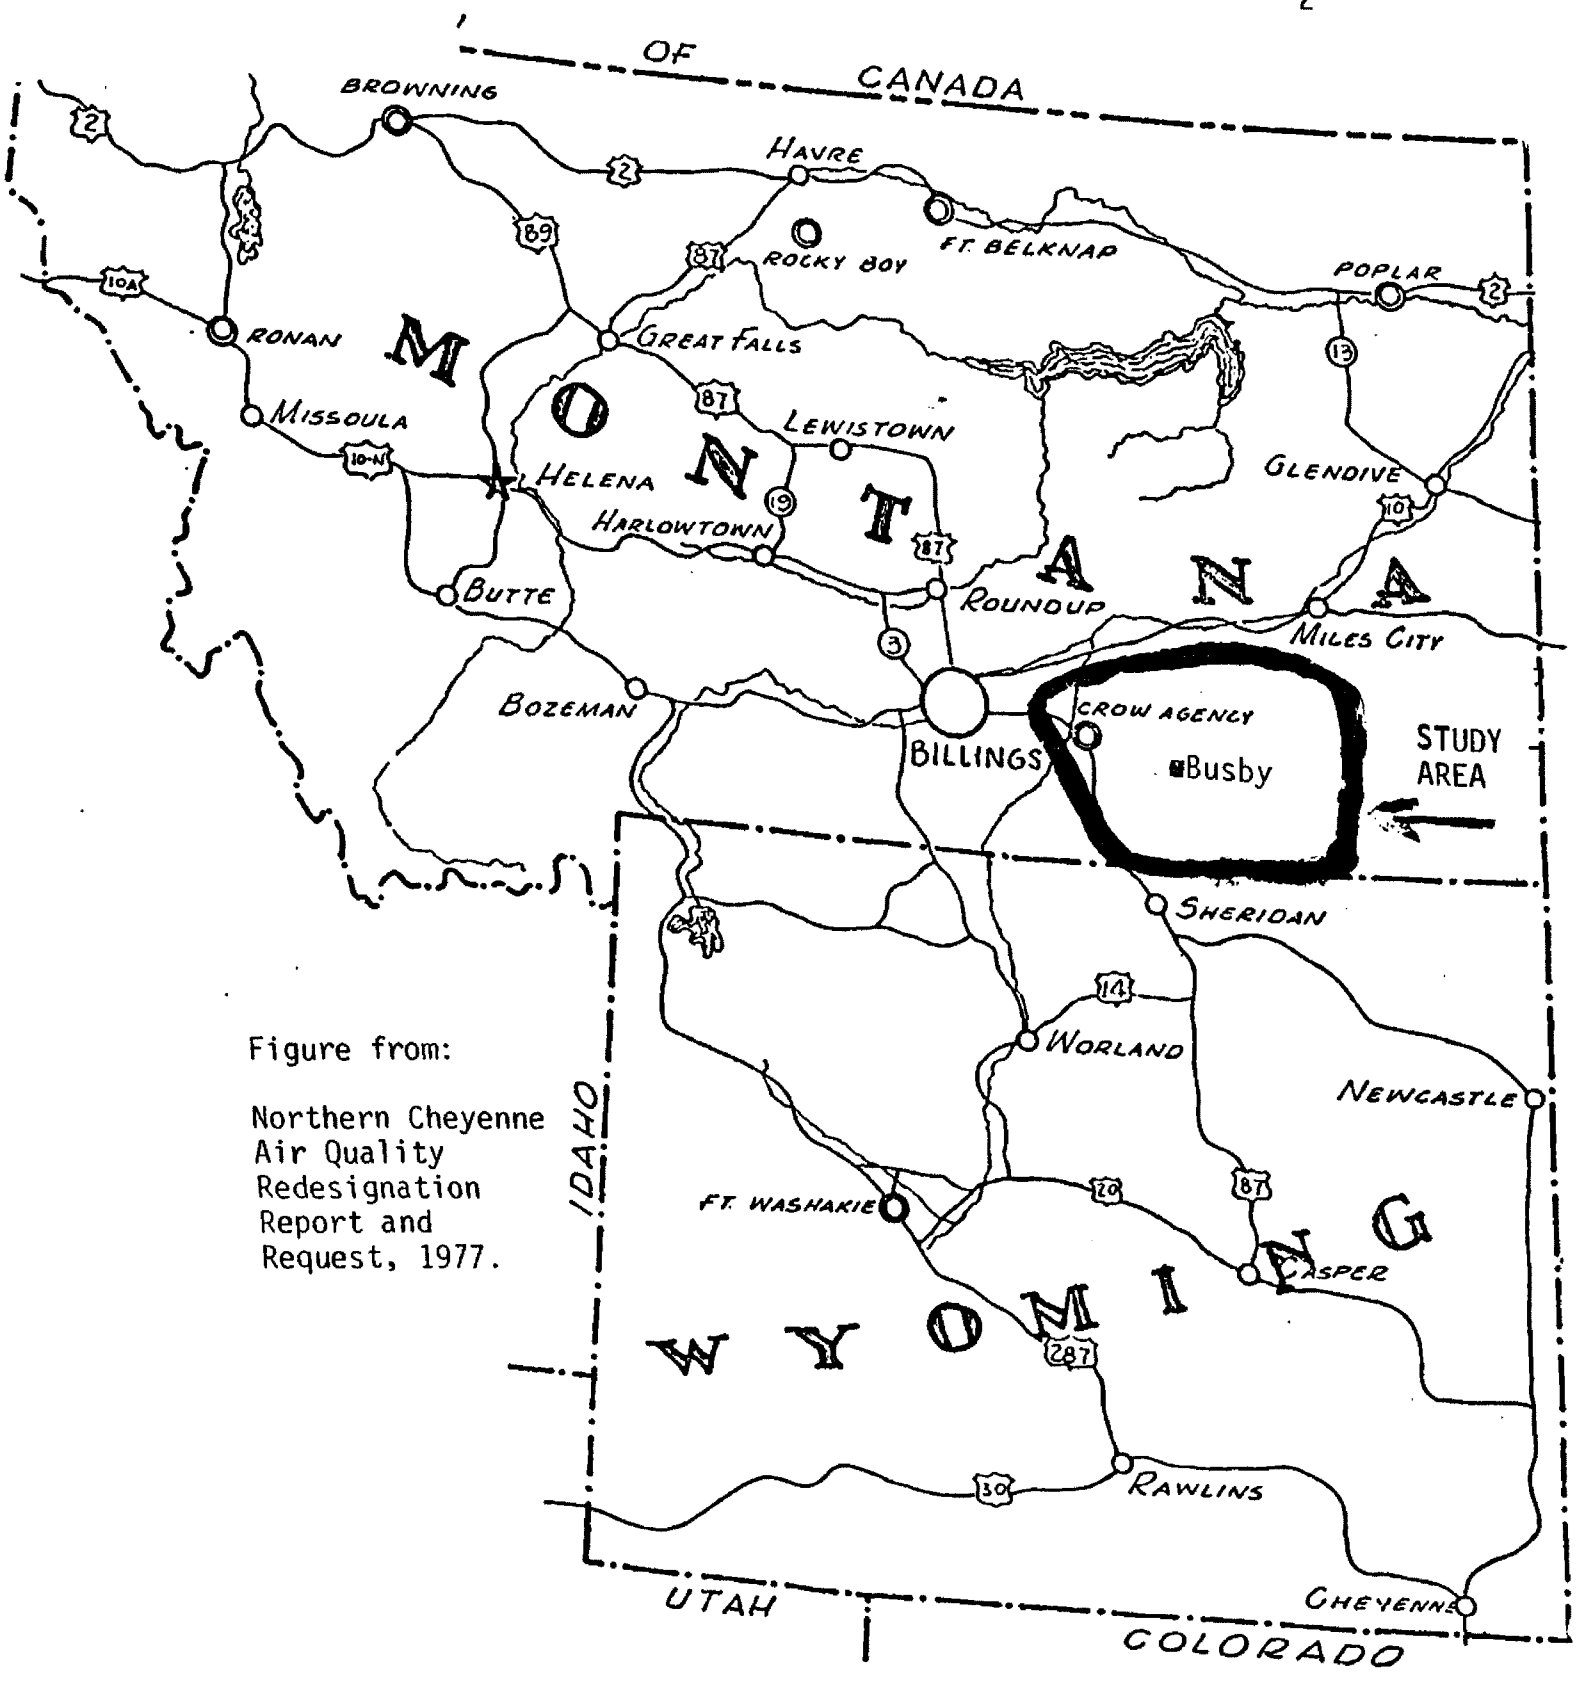 OF
CANADA
BROWNING
2
HAVRE
2
89
87
ROCKY BOY
FT. BELKNAP
POPLAR
2
10A
RONAN
GREAT FALLS
13
MISSOULA
87
LEWISTOWN
10-N
HELENA
19
GLENDIVE
10
HARLOWTOWN
87
MONTANA
BUTTE
ROUNDUP
3
MILES CITY
BOZEMAN
CROW AGENCY
BILLINGS
Busby
STUDY
AREA
SHERIDAN
14
WORLAND
Figure from:
Northern Cheyenne
Air Quality
Redesignation
Report and
Request, 1977.
IDAHO
NEWCASTLE
FT. WASHAKIE
20
87
CASPER
WYOMING
287
30
RAWLINS
UTAH
CHEYENNE
COLORADO